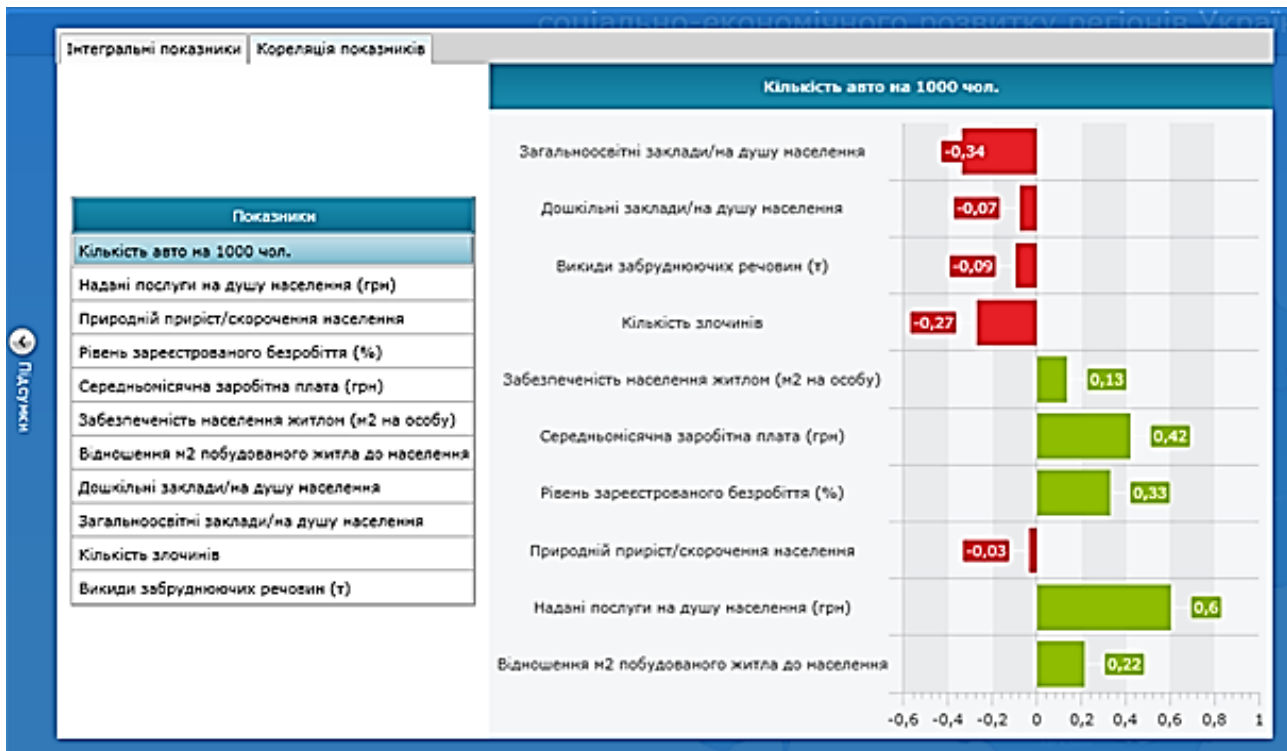 соціально-економічного розвитку регіонів Украї
Інтегральні показники
Кореляція показників
Кількість авто на 1000 чол.
Показники
Кількість авто на 1000 чол.
Надані послуги на душу населення (грн)
Природній приріст/скорочення населення
Рівень зареєстрованого безробіття (%)
Середньомісячна заробітна плата (грн)
Забезпеченість населення житлом (м2 на особу)
Відношення м2 побудованого житла до населення
Дошкільні заклади/на душу населення
Загальноосвітні заклади/на душу населення
Кількість злочинів
Викиди забруднюючих речовин (т)
Підсумки
Загальноосвітні заклади/на душу населення
-0,34
Дошкільні заклади/на душу населення
-0,07
Викиди забруднюючих речовин (т)
-0,09
Кількість злочинів
-0,27
Забезпеченість населення житлом (м2 на особу)
0,13
Середньомісячна заробітна плата (грн)
0,42
Рівень зареєстрованого безробіття (%)
0,33
Природній приріст/скорочення населення
-0,03
Надані послуги на душу населення (грн)
0,6
Відношення м2 побудованого житла до населення
0,22
-0,6 -0,4 -0,2 0 0,2 0,4 0,6 0,8 1